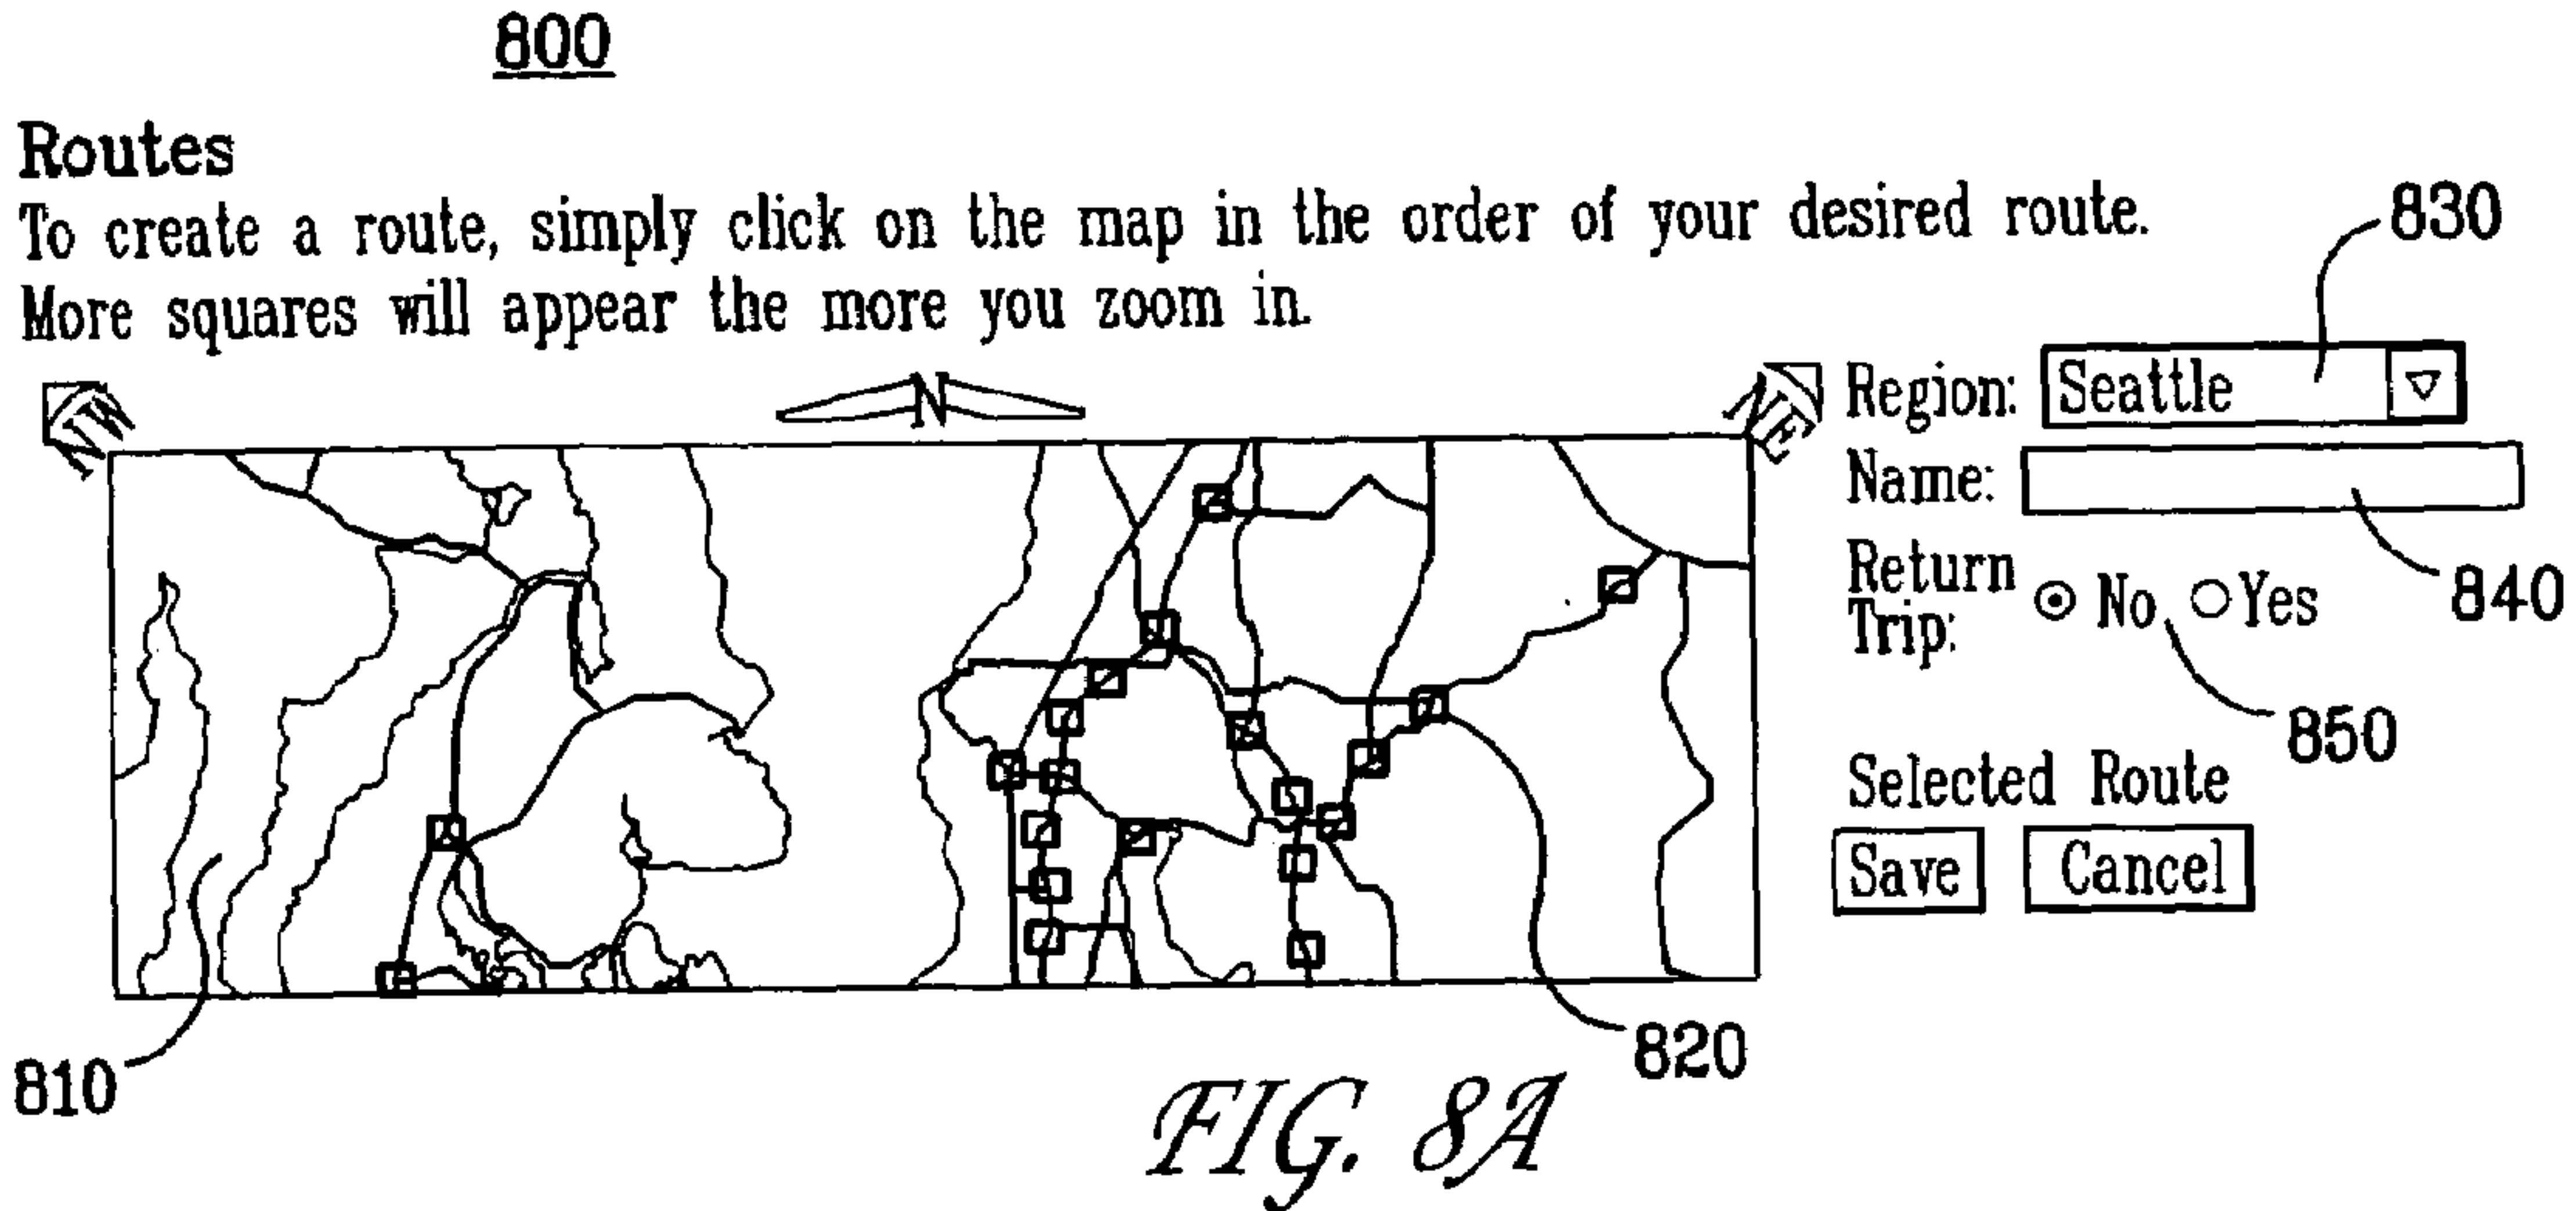 800
Routes
To create a route, simply click on the map in the order of your desired route.
More squares will appear the more you zoom in.
830
NW
N
NE
Region: Seattle
Name:
840
Return Trip: No Yes
850
Selected Route
Save Cancel
810
820
FIG. 8A